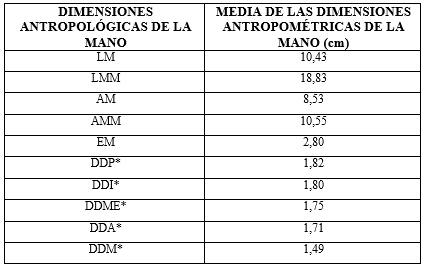 DIMENSIONES ANTROPOLÓGICAS DE LA MANO
MEDIA DE LAS DIMENSIONES ANTROPOMÉTRICAS DE LA MANO (cm)
LM 10,43
LMM 18,83
AM 8,53
AMM 10,55
EM 2,80
DDP* 1,82
DDI* 1,80
DDME* 1,75
DDA* 1,71
DDM* 1,49